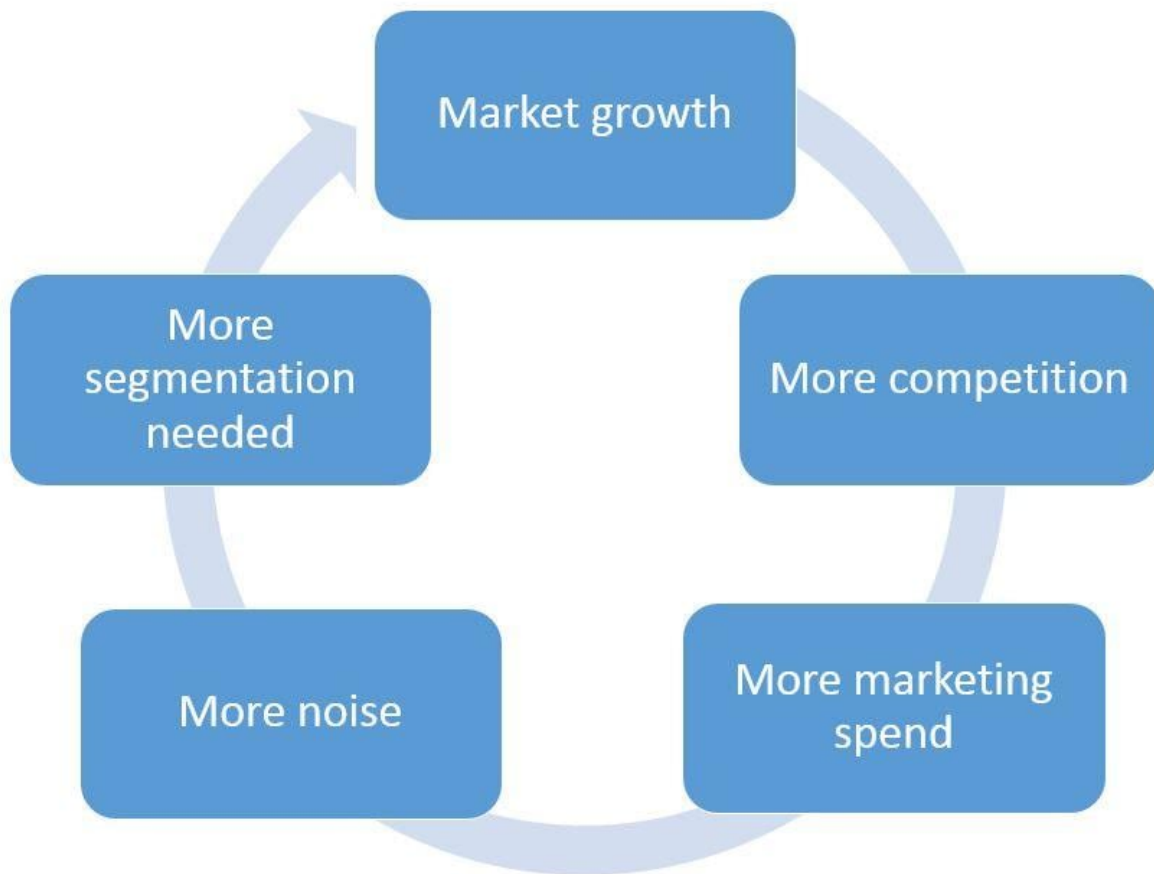 Market growth
More competition
More marketing
spend
More noise
More
segmentation
needed